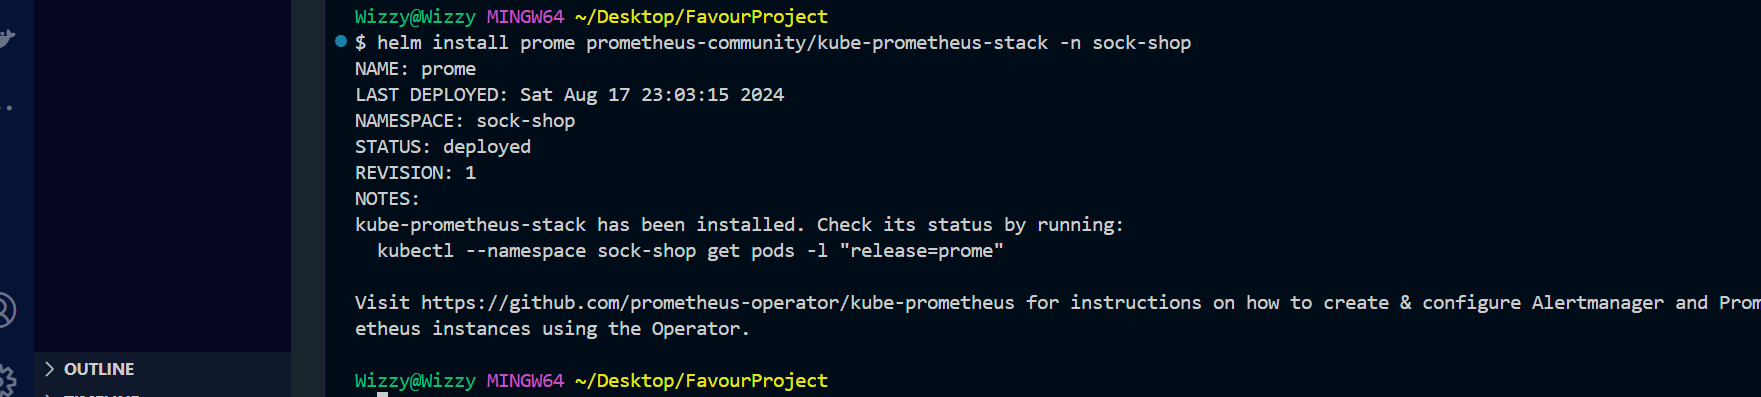 Wizzy@Wizzy MINGW64 ~/Desktop/FavourProject
$ helm install prome prometheus-community/kube-prometheus-stack -n sock-shop
NAME: prome
LAST DEPLOYED: Sat Aug 17 23:03:15 2024
NAMESPACE: sock-shop
STATUS: deployed
REVISION: 1
NOTES:
kube-prometheus-stack has been installed. Check its status by running:
  kubectl --namespace sock-shop get pods -l "release=prome"
Visit https://github.com/prometheus-operator/kube-prometheus for instructions on how to create & configure Alertmanager and Prom
etheus instances using the Operator.
Wizzy@Wizzy MINGW64 ~/Desktop/FavourProject
OUTLINE